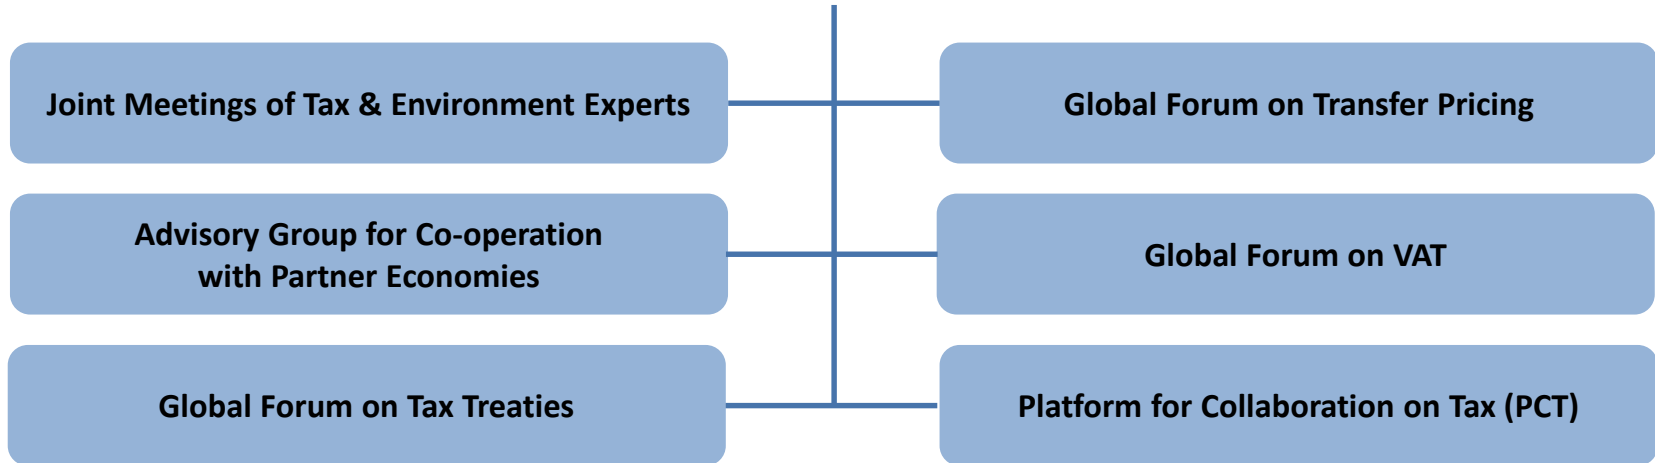 Joint Meetings of Tax & Environment Experts
Global Forum on Transfer Pricing
Advisory Group for Co-operation
with Partner Economies
Global Forum on VAT
Global Forum on Tax Treaties
Platform for Collaboration on Tax (PCT)